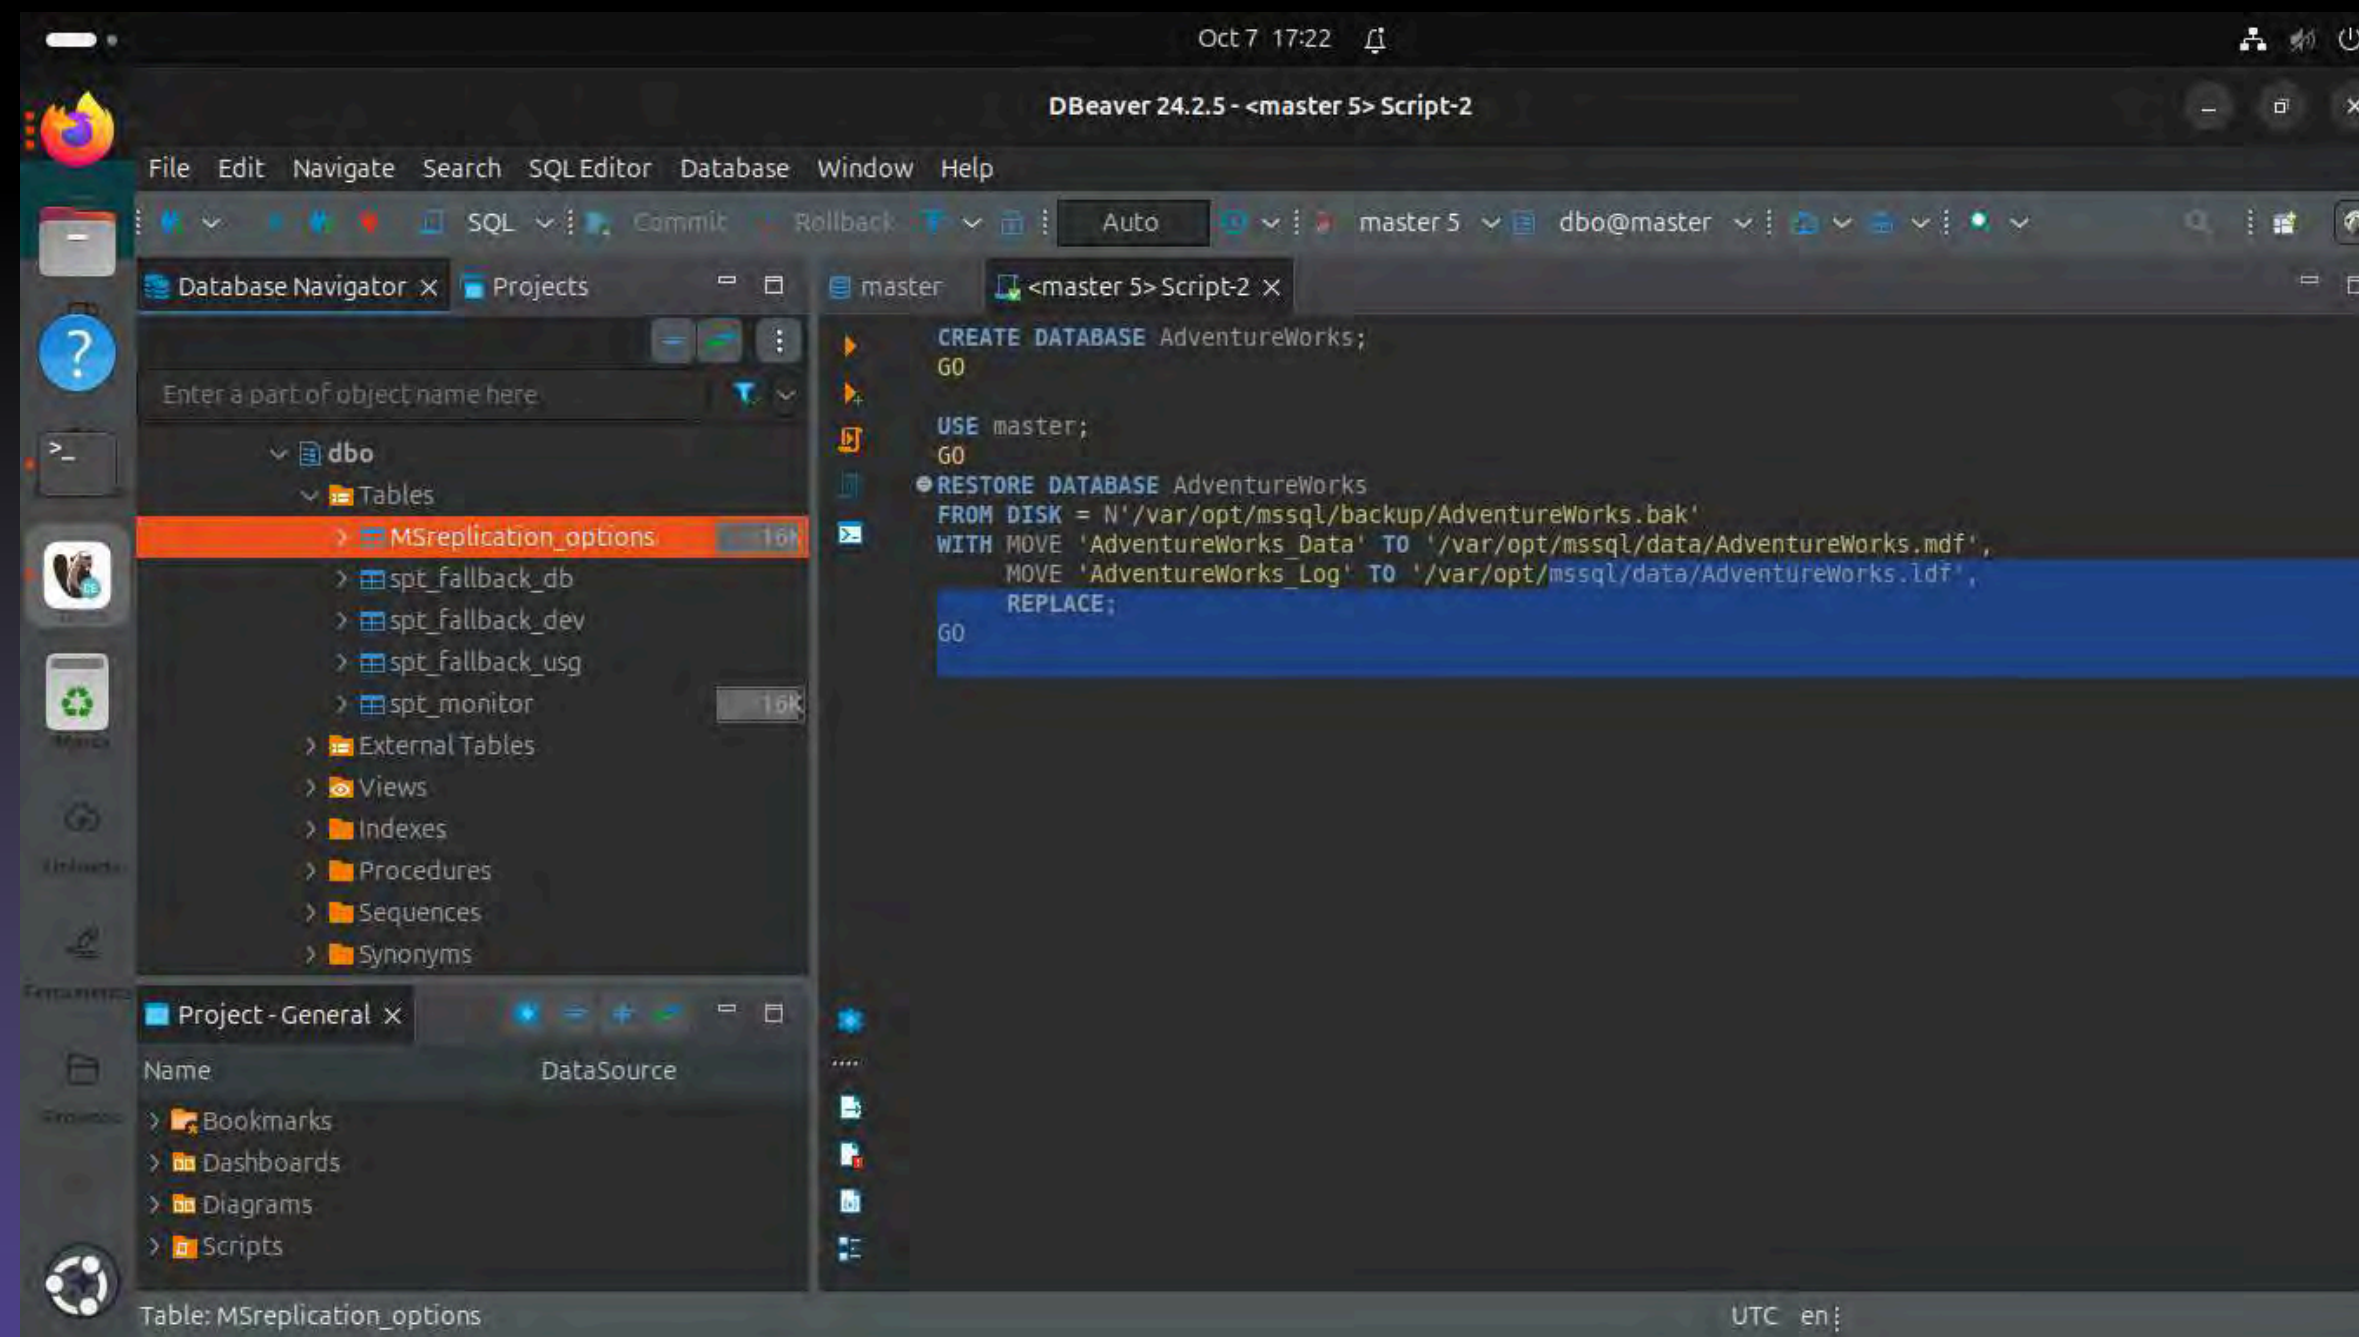 Oct 7 17:22
DBeaver 24.2.5 - <master 5> Script-2
File Edit Navigate Search SQL Editor Database Window Help
SQL Commit Rollback Auto master 5 dbo@master
Database Navigator Projects
master <master 5> Script-2
Enter a part of object name here
dbo
Tables
MSreplication_options 16K
spt_fallback_db
spt_fallback_dev
spt_fallback_usg
spt_monitor 16K
External Tables
Views
Indexes
Procedures
Sequences
Synonyms
CREATE DATABASE AdventureWorks;
GO
USE master;
GO
RESTORE DATABASE AdventureWorks
FROM DISK = N'/var/opt/mssql/backup/AdventureWorks.bak'
WITH MOVE 'AdventureWorks_Data' TO '/var/opt/mssql/data/AdventureWorks.mdf',
MOVE 'AdventureWorks_Log' TO '/var/opt/mssql/data/AdventureWorks.ldf',
REPLACE;
GO
Project - General
Name DataSource
Bookmarks
Dashboards
Diagrams
Scripts
Table: MSreplication_options
UTC en